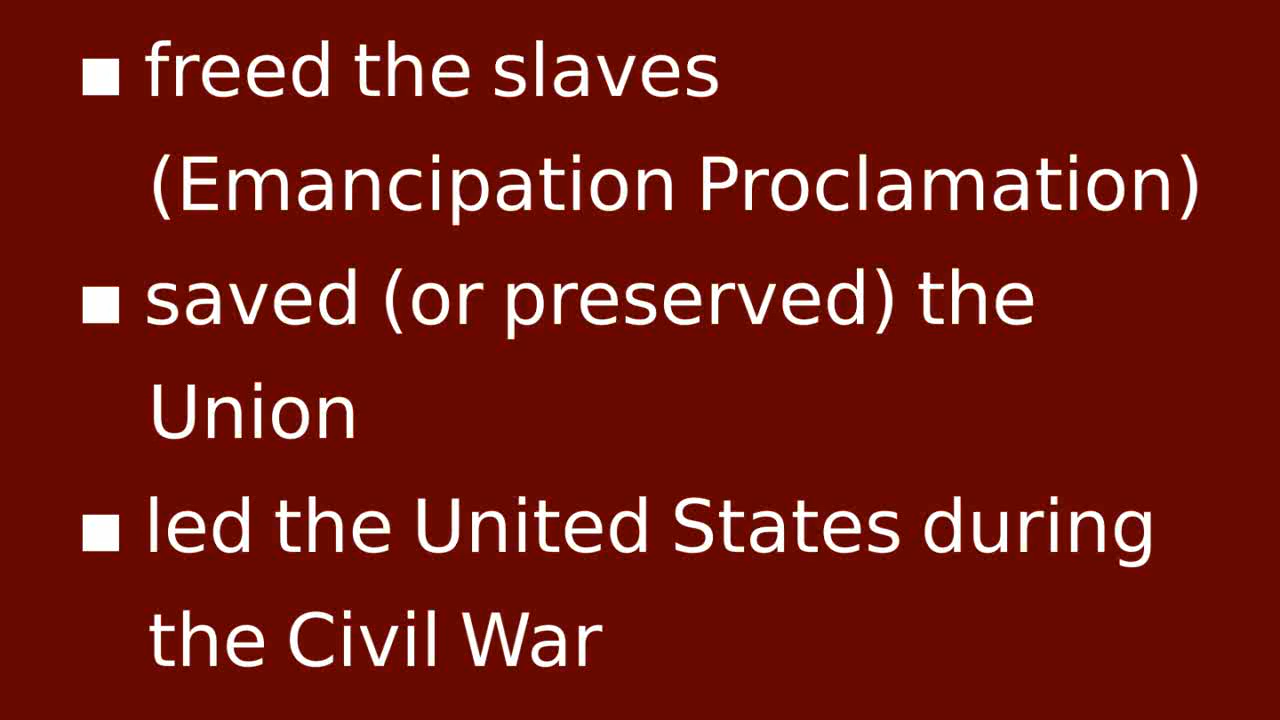 ▪ freed the slaves
(Emancipation Proclamation)
▪ saved (or preserved) the
Union
▪ led the United States during
the Civil War